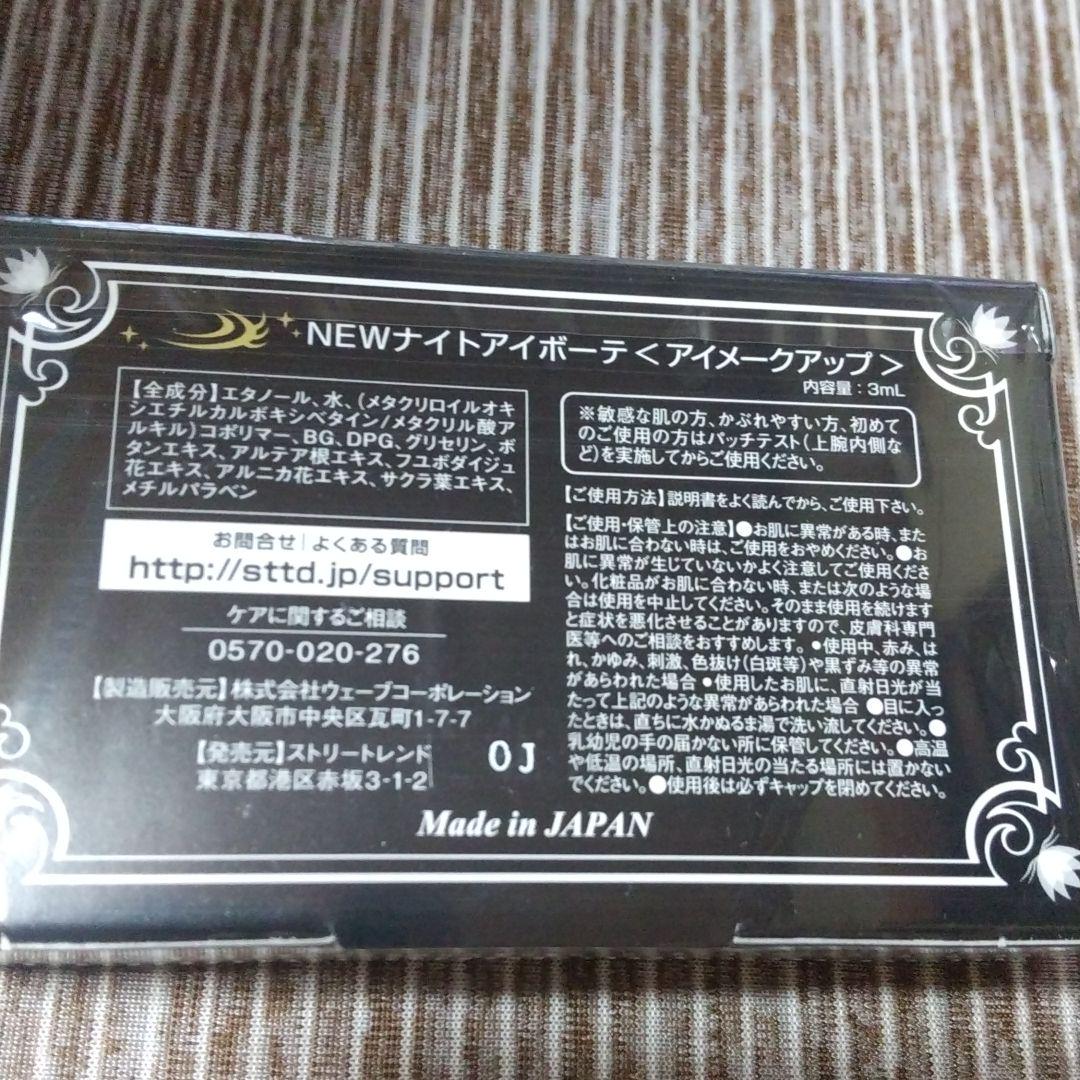 NEWナイトアイボーテ＜アイメークアップ＞
内容量：3mL
【全成分】エタノール、水、(メタクリロイルオキ
シエチルカルボキシベタイン/メタクリル酸ア
ルキル)コポリマー、BG、DPG、グリセリン、ボ
タンエキス、アルテア根エキス、フユボダイジュ
花エキス、アルニカ花エキス、サクラ葉エキス、
メチルパラベン
お問合せ|よくある質問
http://sttd.jp/support
ケアに関するご相談
0570-020-276
【製造販売元】株式会社ウェーブコーポレーション
大阪府大阪市中央区瓦町1-7-7
【発売元】ストリートレンド
東京都港区赤坂3-1-2
OJ
※敏感な肌の方、かぶれやすい方、初めて
のご使用の方はパッチテスト(上腕内側な
ど)を実施してからご使用ください。
【ご使用方法】説明書をよく読んでから、ご使用下さい。
【ご使用・保管上の注意】●お肌に異常がある時、また
はお肌に合わない時は、ご使用をおやめください。●お
肌に異常が生じていないかよく注意してご使用くださ
い。化粧品がお肌に合わない時、または次のような場
合は使用を中止してください。そのまま使用を続けます
と症状を悪化させることがありますので、皮膚科専門
医等へのご相談をおすすめします。●使用中、赤み、は
れ、かゆみ、刺激、色抜け(白斑等)や黒ずみ等の異常
があらわれた場合●使用したお肌に、直射日光が当
たって上記のような異常があらわれた場合●目に入っ
たときは、直ちに水かぬるま湯で洗い流してください。●
乳幼児の手の届かない所に保管してください。●高温
や低温の場所、直射日光の当たる場所には置かない
でください。●使用後は必ずキャップを閉めてください。
Made in JAPAN